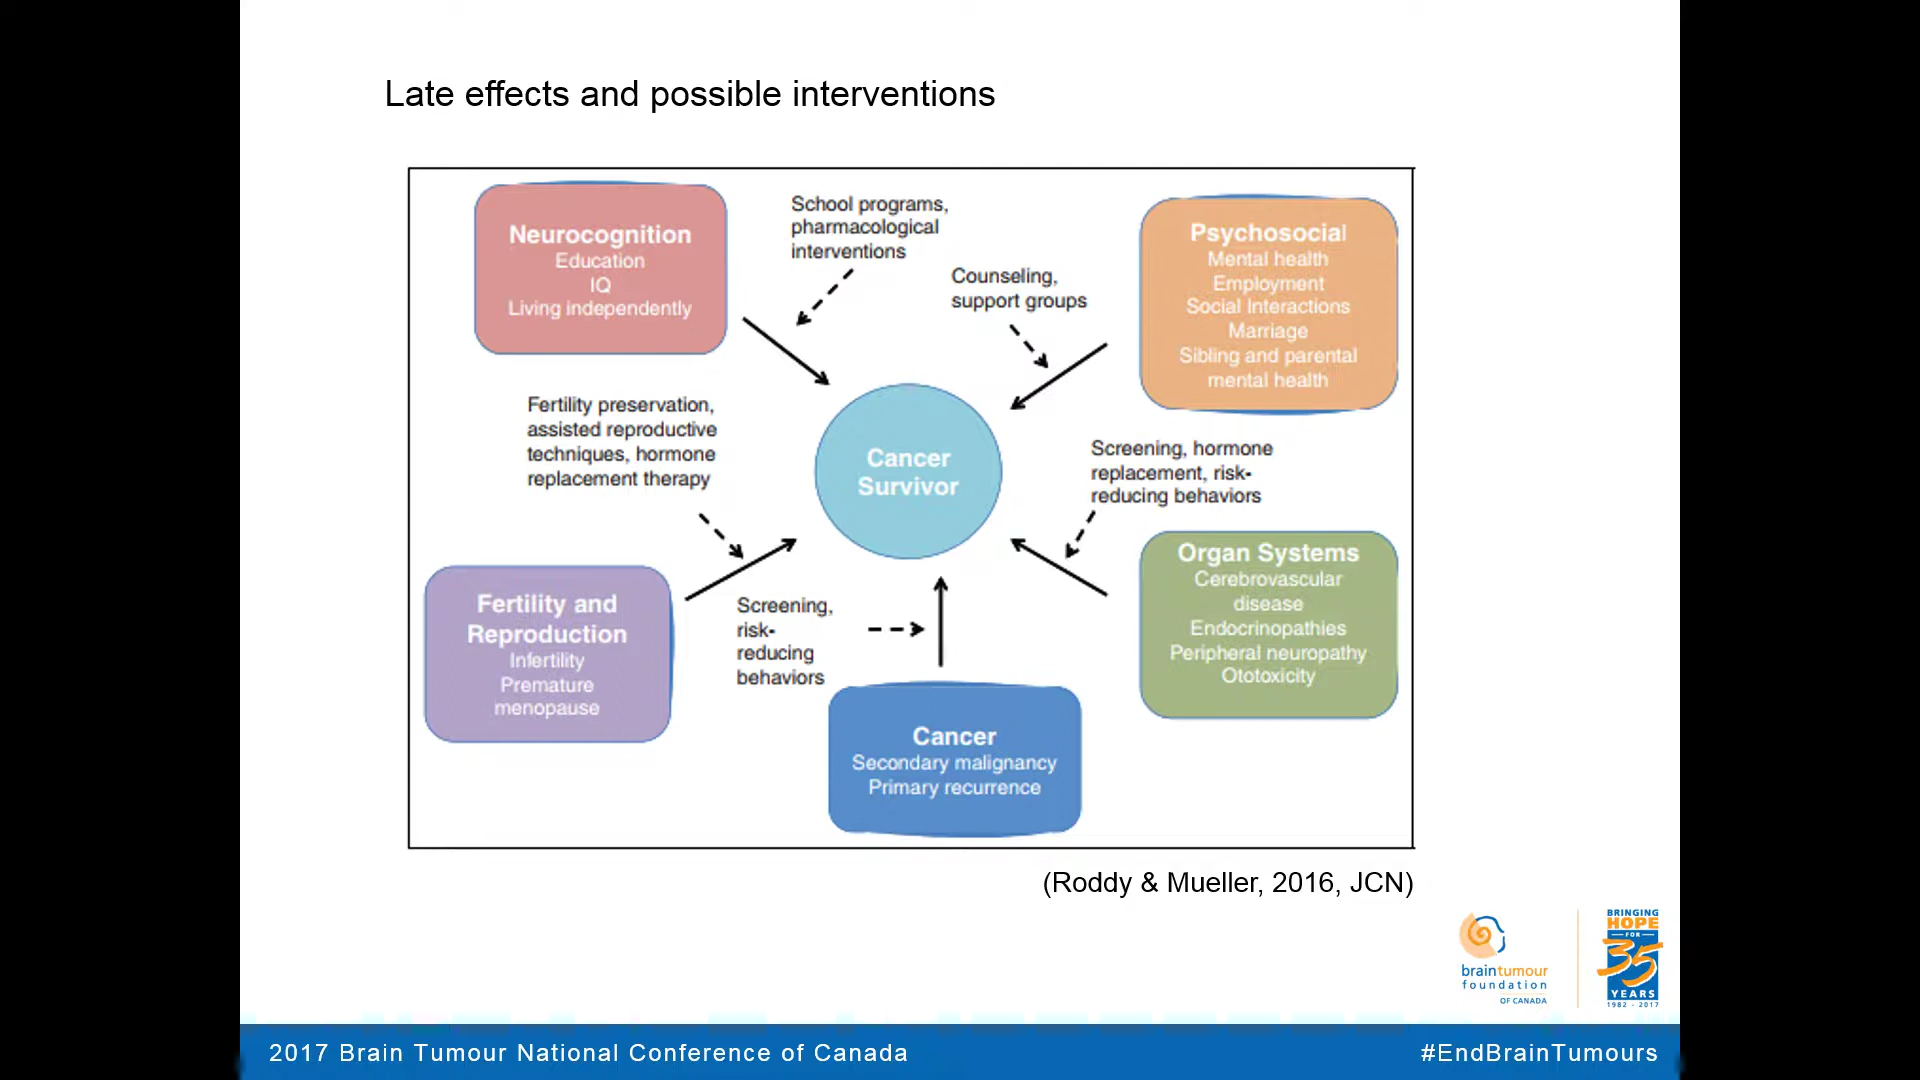 Late effects and possible interventions
Neurocognition
Education
IQ
Living independently
School programs,
pharmacological
interventions
Counseling,
support groups
Psychosocial
Mental health
Employment
Social Interactions
Marriage
Sibling and parental
mental health
Fertility preservation,
assisted reproductive
techniques, hormone
replacement therapy
Cancer
Survivor
Screening, hormone
replacement, risk-
reducing behaviors
Fertility and
Reproduction
Infertility
Premature
menopause
Screening,
risk-
reducing
behaviors
Organ Systems
Cerebrovascular
disease
Endocrinopathies
Peripheral neuropathy
Ototoxicity
Cancer
Secondary malignancy
Primary recurrence
(Roddy & Mueller, 2016, JCN)
braintumour
foundation
OF CANADA
BRINGING
HOPE
FOR
35
YEARS
1982 - 2017
2017 Brain Tumour National Conference of Canada
#EndBrainTumours